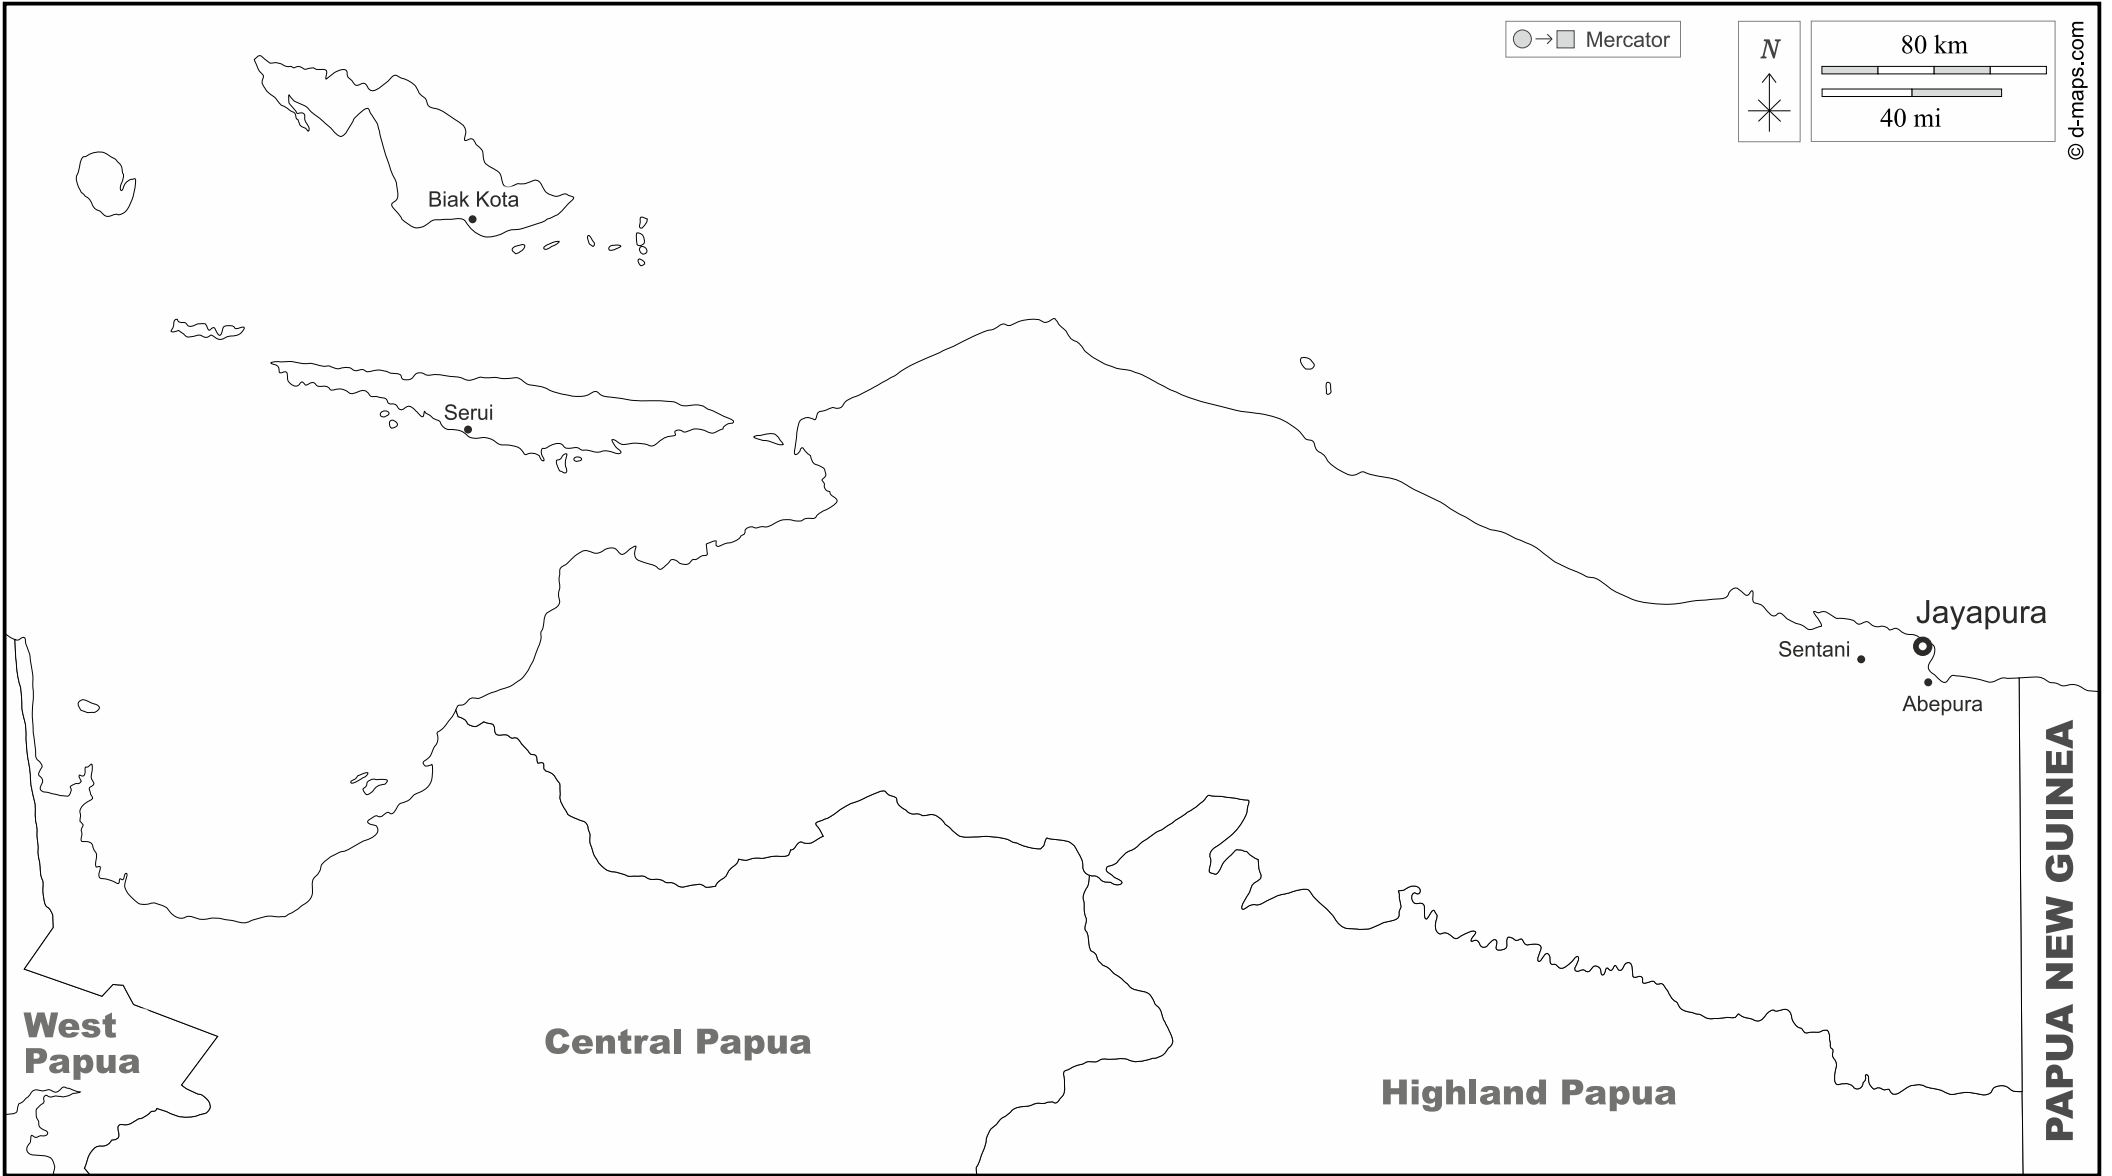 Mercator
N
80 km
40 mi
© d-maps.com
Biak Kota
Serui
Jayapura
Sentani
Abepura
PAPUA NEW GUINEA
West
Papua
Central Papua
Highland Papua